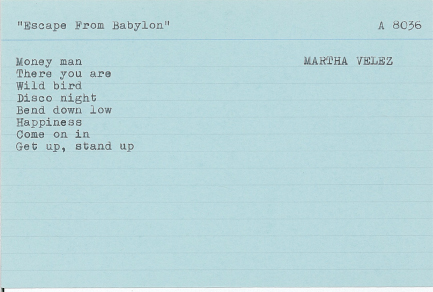 "Escape From Babylon" A 8036
Money man MARTHA VELEZ
There you are
Wild bird
Disco night
Bend down low
Happiness
Come on in
Get up, stand up